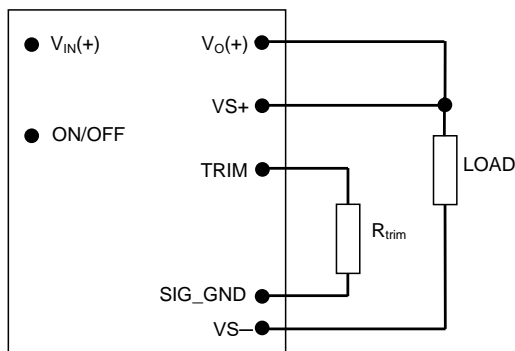 V_IN(+)
V_O(+)
VS+
ON/OFF
TRIM
LOAD
R_trim
SIG_GND
VS─